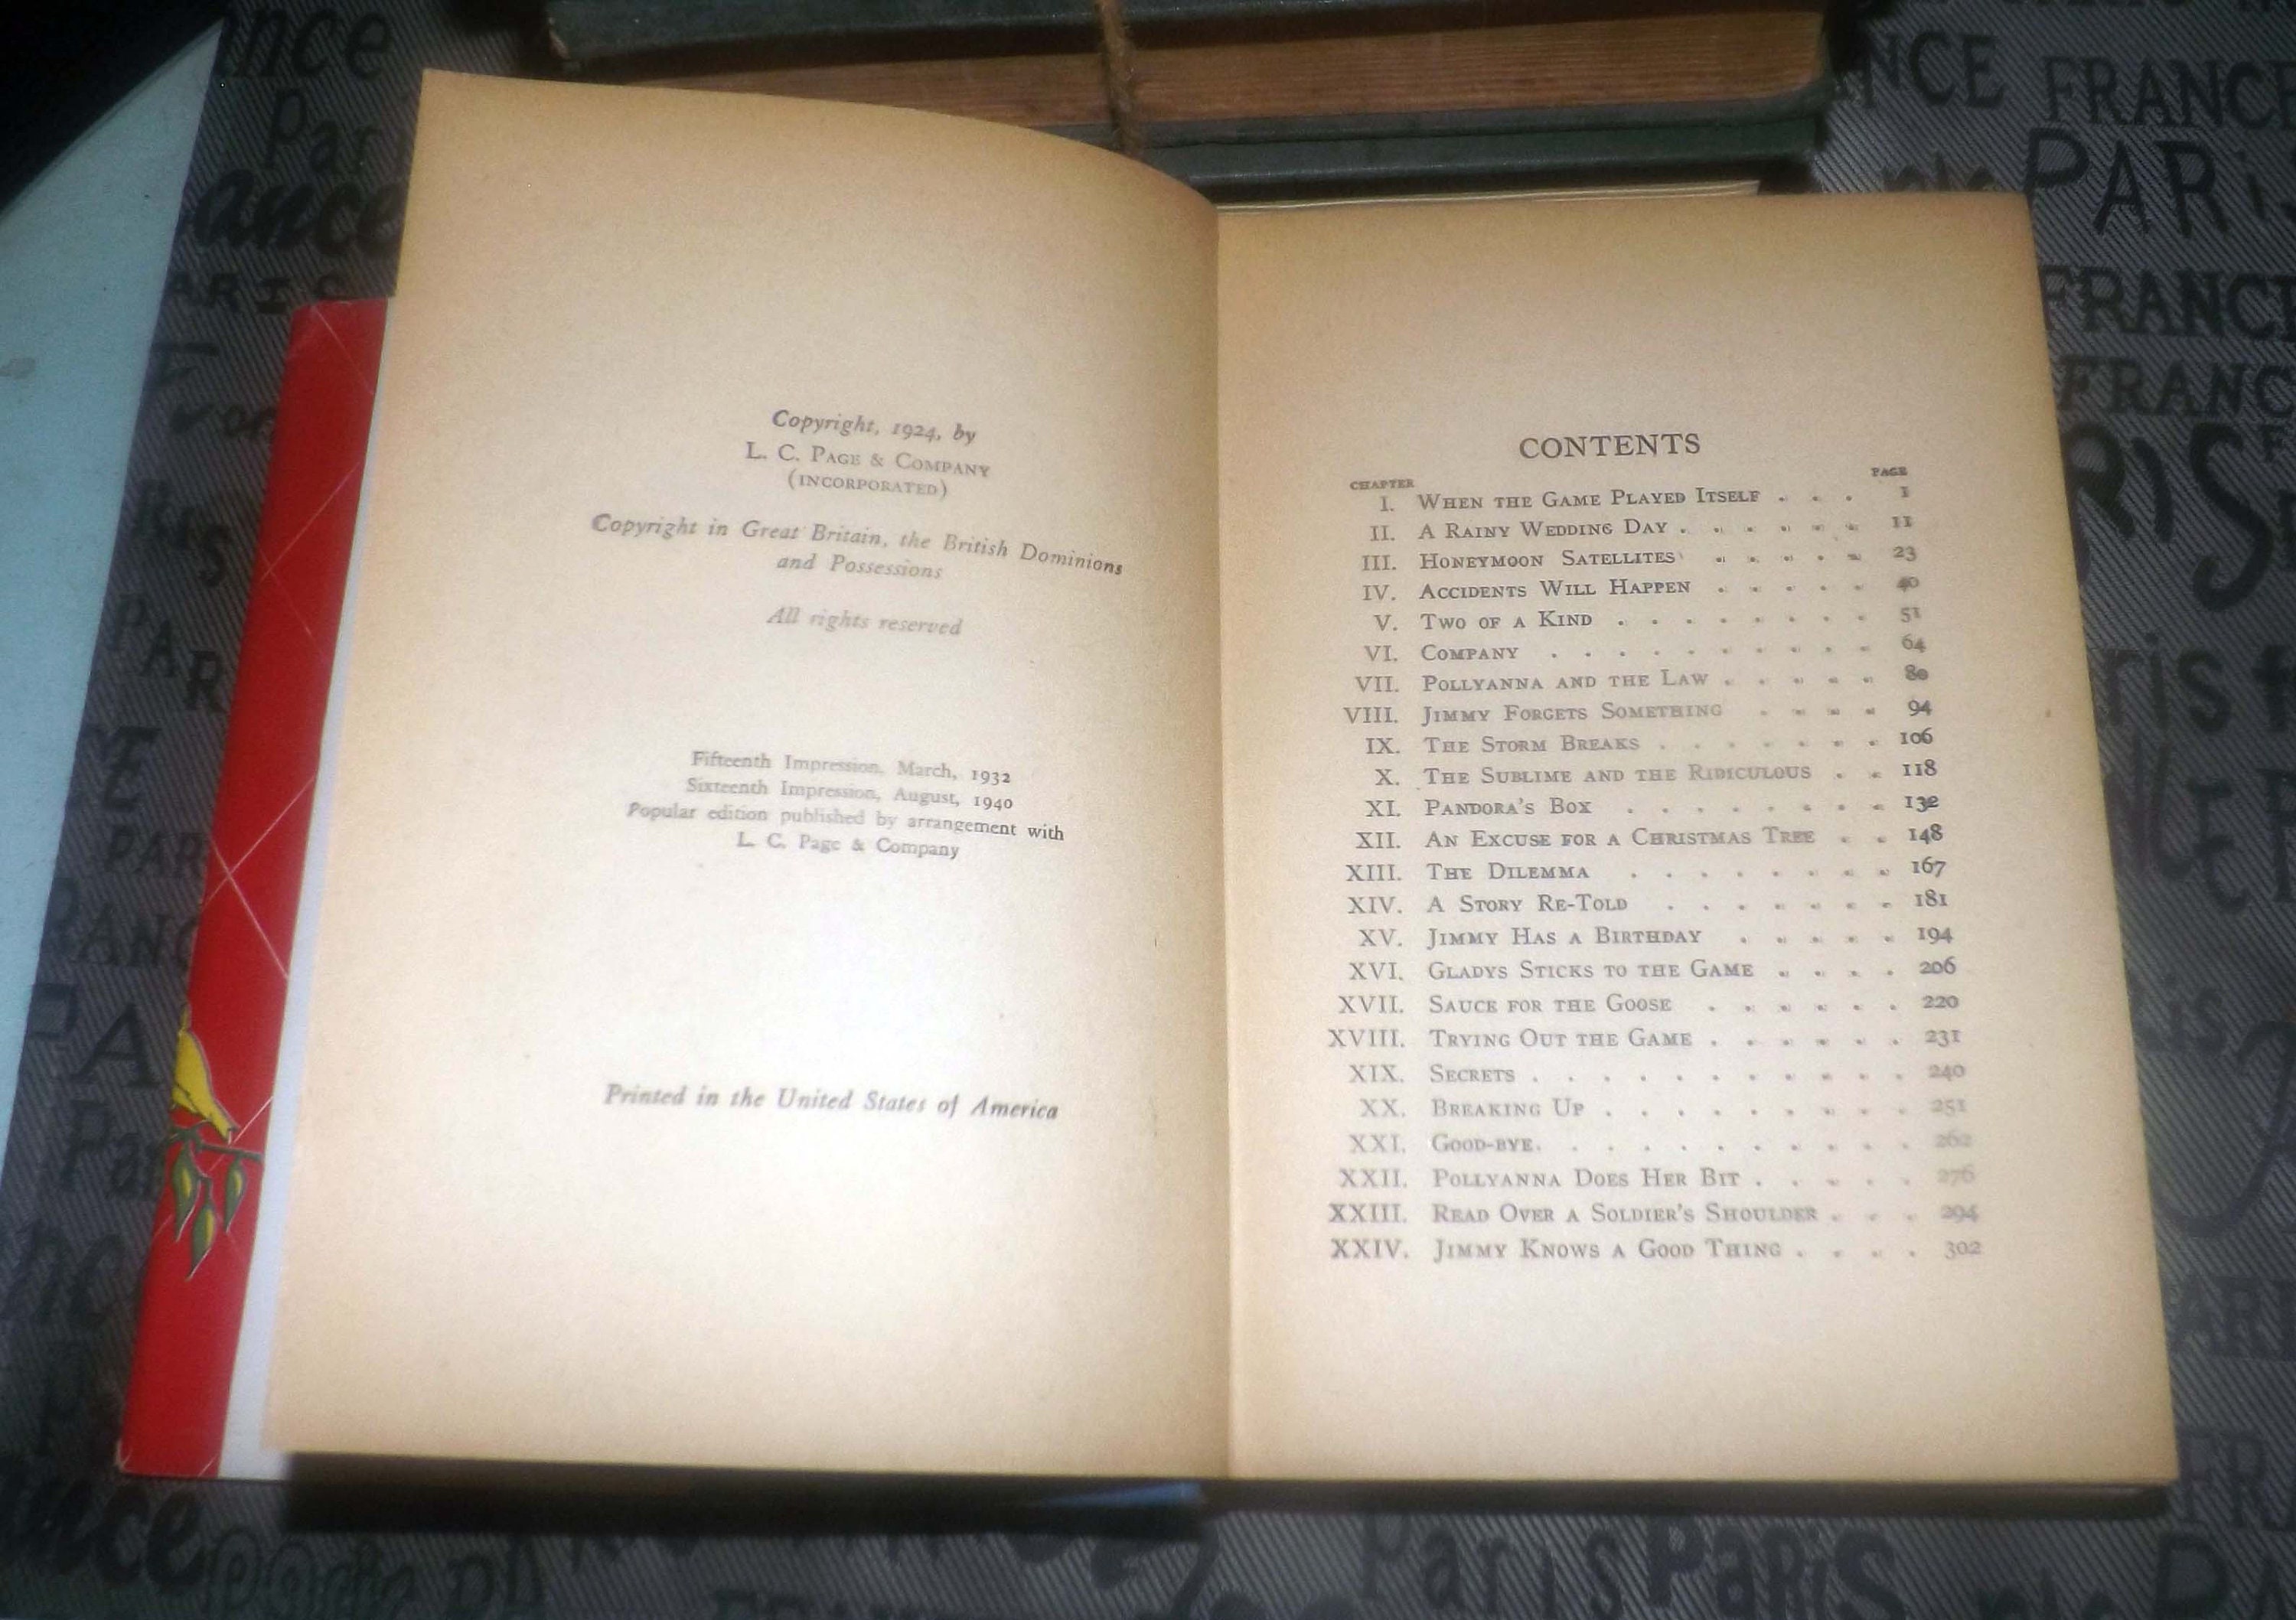 Copyright, 1924, by
L. C. PAGE & COMPANY
(INCORPORATED)
Copyright in Great Britain, the British Dominions
and Possessions
All rights reserved
Fifteenth Impression, March, 1932
Sixteenth Impression, August, 1940
Popular edition published by arrangement with
L. C. Page & Company
Printed in the United States of America
CONTENTS
CHAPTER PAGE
I. WHEN THE GAME PLAYED ITSELF . . . 1
II. A RAINY WEDDING DAY . . . . . . 11
III. HONEYMOON SATELLITES . . . . . 23
IV. ACCIDENTS WILL HAPPEN . . . . . 40
V. TWO OF A KIND . . . . . . . . 51
VI. COMPANY . . . . . . . . . . 64
VII. POLLYANNA AND THE LAW . . . . . 80
VIII. JIMMY FORGETS SOMETHING . . . . 94
IX. THE STORM BREAKS . . . . . . . 106
X. THE SUBLIME AND THE RIDICULOUS . . 118
XI. PANDORA'S BOX . . . . . . . . 132
XII. AN EXCUSE FOR A CHRISTMAS TREE . . 148
XIII. THE DILEMMA . . . . . . . . 167
XIV. A STORY RE-TOLD . . . . . . . 181
XV. JIMMY HAS A BIRTHDAY . . . . . 194
XVI. GLADYS STICKS TO THE GAME . . . . 206
XVII. SAUCE FOR THE GOOSE . . . . . . 220
XVIII. TRYING OUT THE GAME . . . . . . 231
XIX. SECRETS . . . . . . . . . . . 240
XX. BREAKING UP . . . . . . . . . 251
XXI. GOOD-BYE. . . . . . . . . . . 262
XXII. POLLYANNA DOES HER BIT . . . . . 276
XXIII. READ OVER A SOLDIER'S SHOULDER . . . 294
XXIV. JIMMY KNOWS A GOOD THING . . . . 302
FRANCE
PARIS
Paris
PARiS